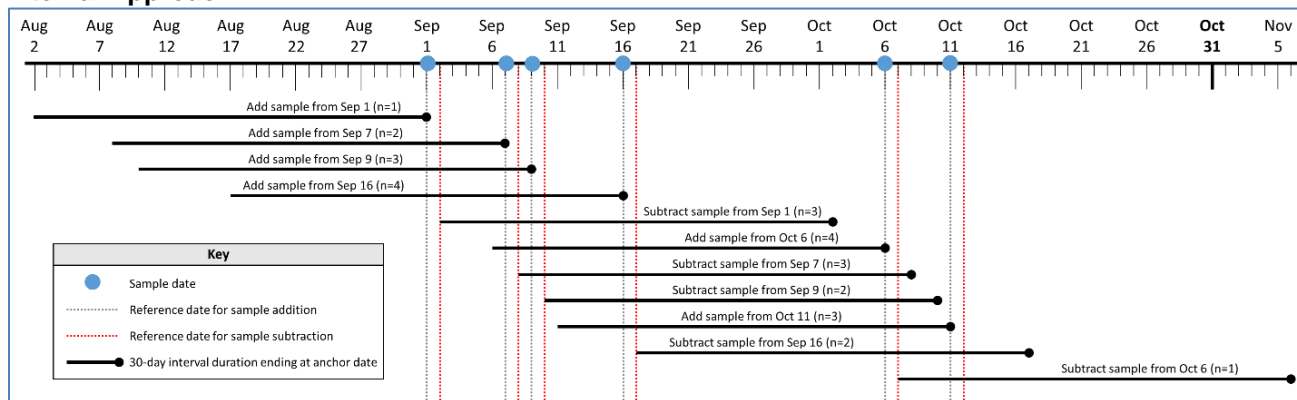 Aug Aug Aug Aug Aug Aug Sep Sep Sep Sep Sep Sep Oct Oct Oct Oct Oct Oct Oct Nov
2 7 12 17 22 27 1 6 11 16 21 26 1 6 11 16 21 26 31 5
Add sample from Sep 1 (n=1)
Add sample from Sep 7 (n=2)
Add sample from Sep 9 (n=3)
Add sample from Sep 16 (n=4)
Subtract sample from Sep 1 (n=3)
Add sample from Oct 6 (n=4)
Subtract sample from Sep 7 (n=3)
Subtract sample from Sep 9 (n=2)
Add sample from Oct 11 (n=3)
Subtract sample from Sep 16 (n=2)
Subtract sample from Oct 6 (n=1)
Key
Sample date
Reference date for sample addition
Reference date for sample subtraction
30-day interval duration ending at anchor date